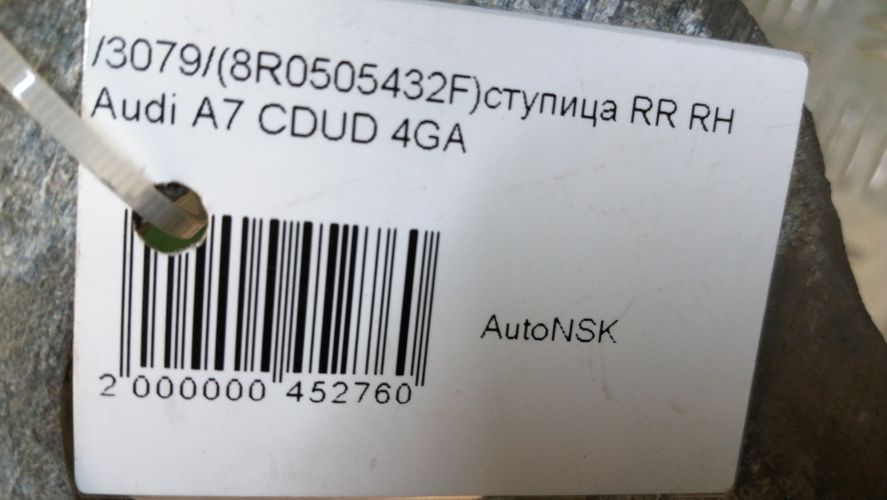 /3079/(8R0505432F)ступица RR RH
Audi A7 CDUD 4GA
AutoNSK
2 000000 452760